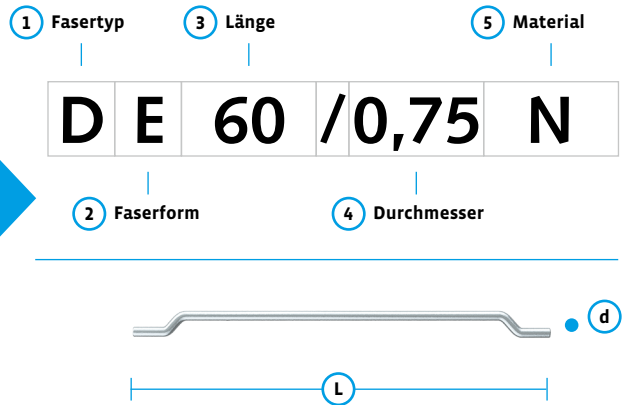 1 Fasertyp 3 Länge 5 Material
D E 60 / 0,75 N
2 Faserform 4 Durchmesser
d
L